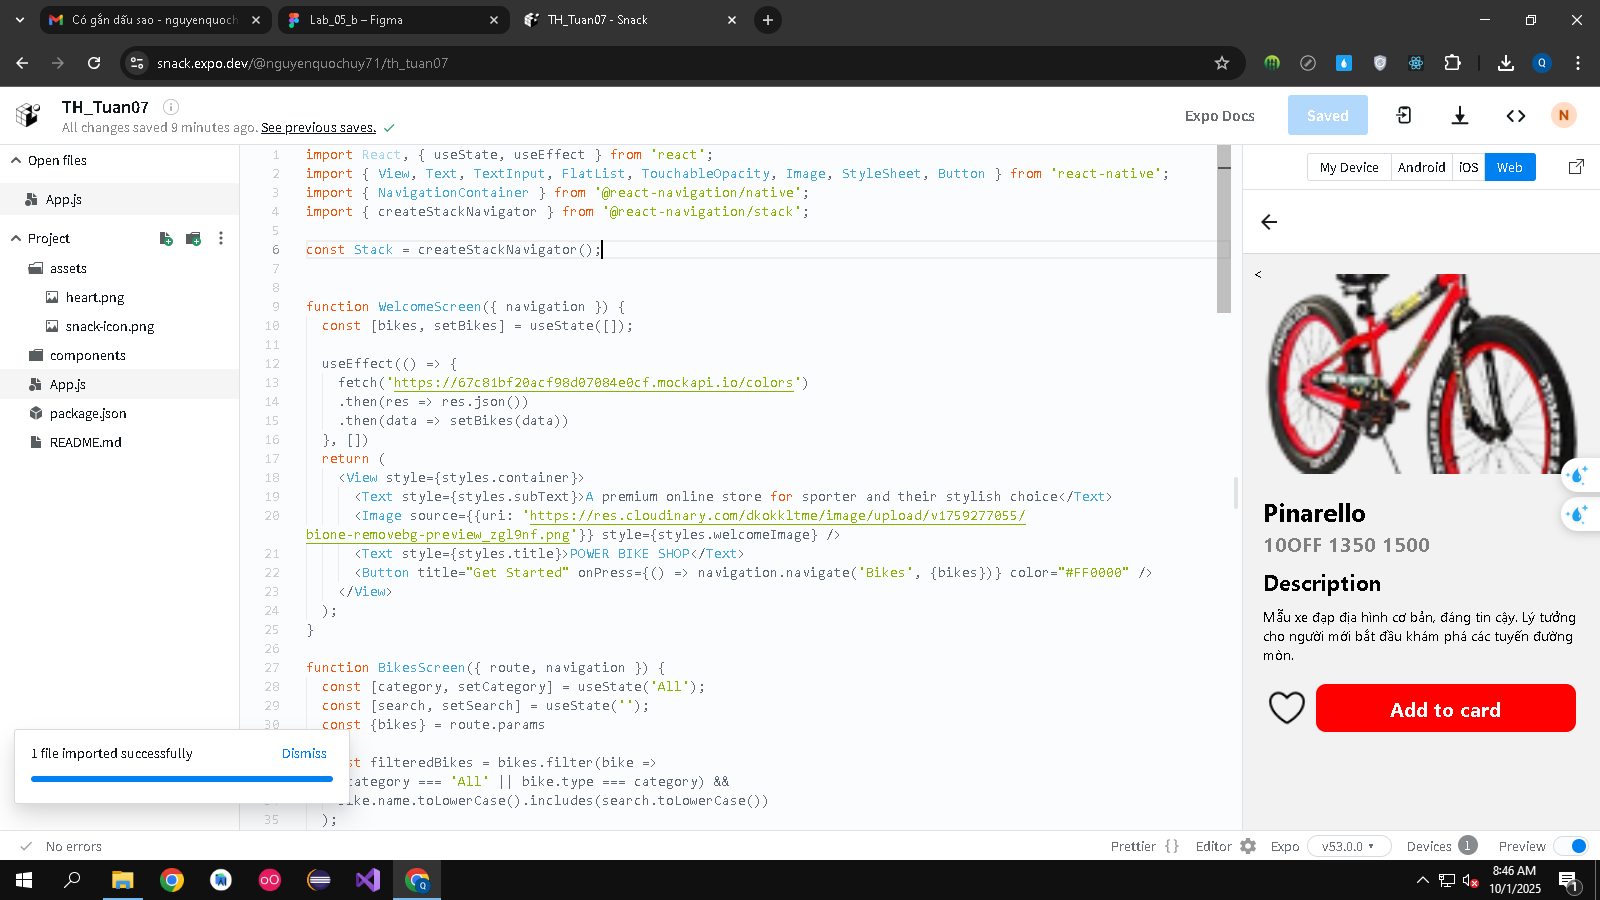 Có gắn dấu sao - nguyenquoch
Lab_05_b – Figma
TH_Tuan07 - Snack
snack.expo.dev/@nguyenquochuy71/th_tuan07
Q
TH_Tuan07
All changes saved 9 minutes ago. See previous saves.
Expo Docs
Saved
N
Open files
App.js
Project
assets
heart.png
snack-icon.png
components
App.js
package.json
README.md
1 import React, { useState, useEffect } from 'react';
2 import { View, Text, TextInput, FlatList, TouchableOpacity, Image, StyleSheet, Button } from 'react-native';
3 import { NavigationContainer } from '@react-navigation/native';
4 import { createStackNavigator } from '@react-navigation/stack';
5
6 const Stack = createStackNavigator();
7
8
9 function WelcomeScreen({ navigation }) {
10 const [bikes, setBikes] = useState([]);
11
12 useEffect(() => {
13 fetch('https://67c81bf20acf98d07084e0cf.mockapi.io/colors')
14 .then(res => res.json())
15 .then(data => setBikes(data))
16 }, [])
17 return (
18 <View style={styles.container}>
19 <Text style={styles.subText}>A premium online store for sporter and their stylish choice</Text>
20 <Image source={{uri: 'https://res.cloudinary.com/dkokkltme/image/upload/v1759277055/
bione-removebg-preview_zgl9nf.png'}} style={styles.welcomeImage} />
21 <Text style={styles.title}>POWER BIKE SHOP</Text>
22 <Button title="Get Started" onPress={() => navigation.navigate('Bikes', {bikes})} color="#FF0000" />
23 </View>
24 );
25 }
26
27 function BikesScreen({ route, navigation }) {
28 const [category, setCategory] = useState('All');
29 const [search, setSearch] = useState('');
30 const {bikes} = route.params
st filteredBikes = bikes.filter(bike =>
category === 'All' || bike.type === category) &&
ike.name.toLowerCase().includes(search.toLowerCase())
35 );
1 file imported successfully
Dismiss
My Device
Android
iOS
Web
<
Pinarello
10OFF 1350 1500
Description
Mẫu xe đạp địa hình cơ bản, đáng tin cậy. Lý tưởng
cho người mới bắt đầu khám phá các tuyến đường
mòn.
Add to card
No errors
Prettier { }
Editor
Expo
v53.0.0
Devices 1
Preview
8:46 AM
10/1/2025
1